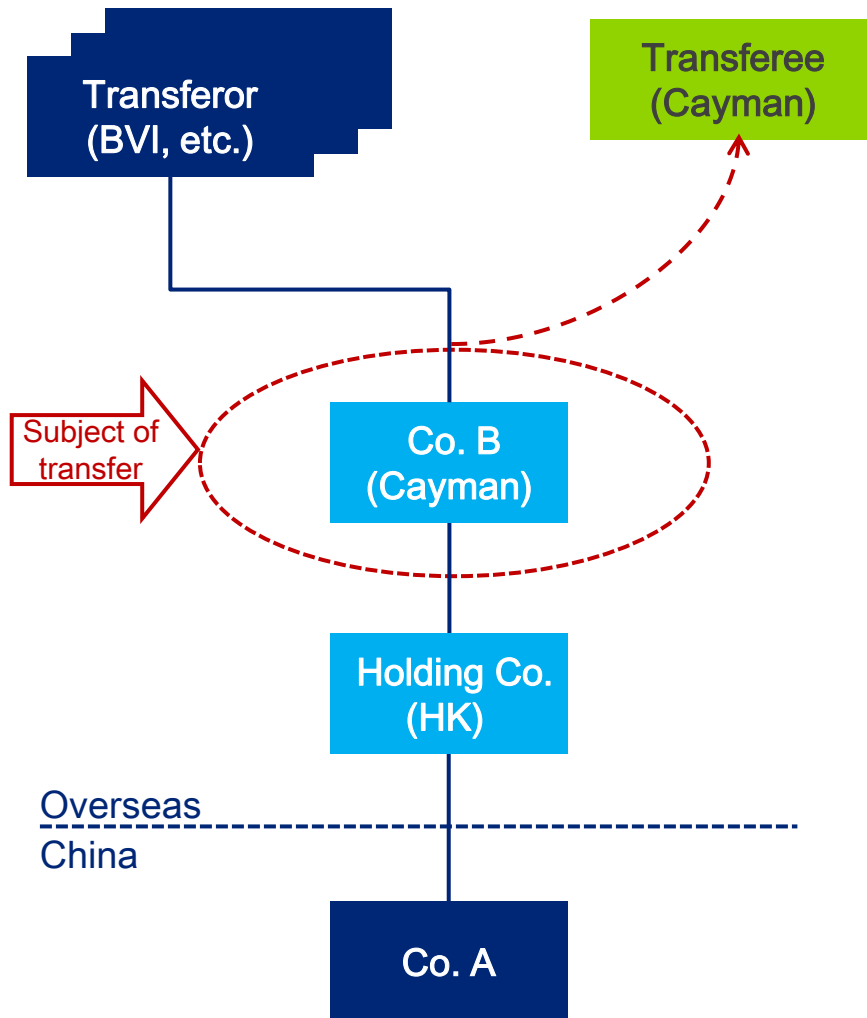 Transferor
(BVI, etc.)
Transferee
(Cayman)
Subject of
transfer
Co. B
(Cayman)
Holding Co.
(HK)
Overseas
China
Co. A